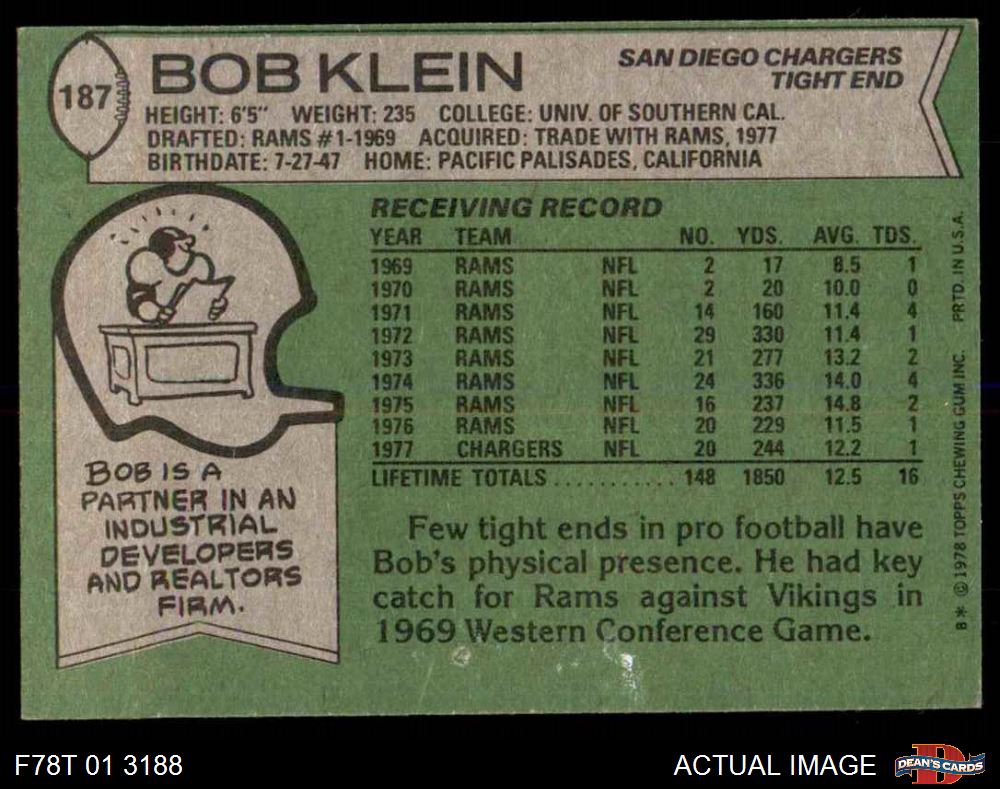 187
BOB KLEIN
SAN DIEGO CHARGERS
TIGHT END
HEIGHT: 6'5" WEIGHT: 235 COLLEGE: UNIV. OF SOUTHERN CAL.
DRAFTED: RAMS #1-1969 ACQUIRED: TRADE WITH RAMS, 1977
BIRTHDATE: 7-27-47 HOME: PACIFIC PALISADES, CALIFORNIA
RECEIVING RECORD
YEAR TEAM NO. YDS. AVG. TDS.
1969 RAMS NFL 2 17 8.5 1
1970 RAMS NFL 2 20 10.0 0
1971 RAMS NFL 14 160 11.4 4
1972 RAMS NFL 29 330 11.4 1
1973 RAMS NFL 21 277 13.2 2
1974 RAMS NFL 24 336 14.0 4
1975 RAMS NFL 16 237 14.8 2
1976 RAMS NFL 20 229 11.5 1
1977 CHARGERS NFL 20 244 12.2 1
LIFETIME TOTALS ........... 148 1850 12.5 16
BOB IS A
PARTNER IN AN
INDUSTRIAL
DEVELOPERS
AND REALTORS
FIRM.
Few tight ends in pro football have
Bob's physical presence. He had key
catch for Rams against Vikings in
1969 Western Conference Game.
B* © 1978 TOPPS CHEWING GUM INC. PRTD. IN U.S.A.
F78T 01 3188
ACTUAL IMAGE
D
DEAN'S CARDS